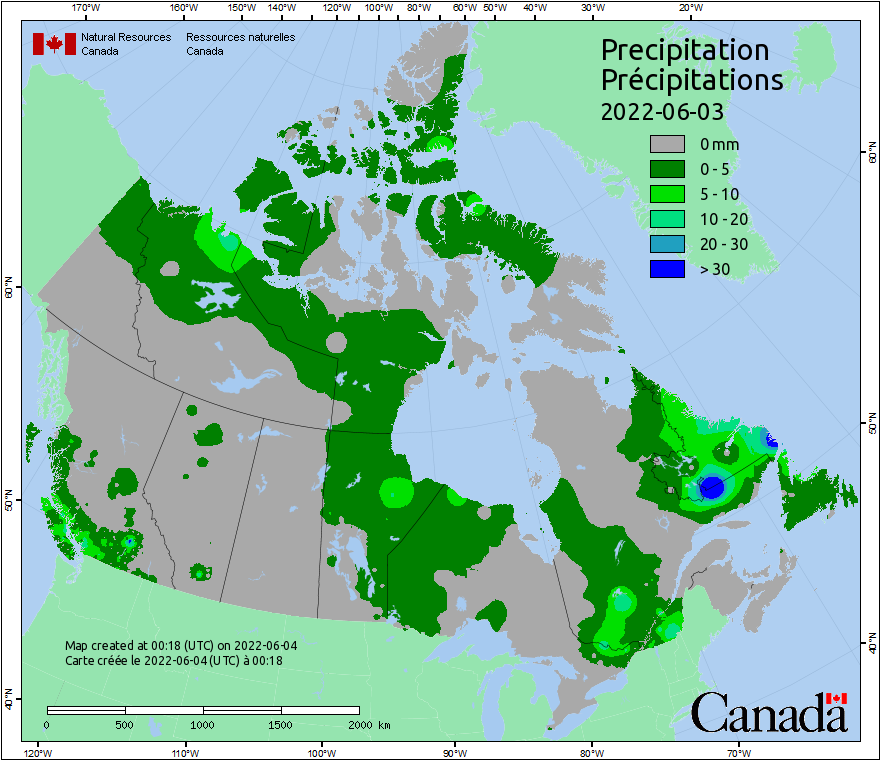 170°W 160°W 150°W 140°W 130°W 120°W 110°W 100°W 90°W 80°W 70°W 60°W 50°W 40°W 30°W 20°W
Natural Resources Ressources naturelles
Canada Canada
Precipitation
Précipitations
2022-06-03
0 mm
0 - 5
5 - 10
10 - 20
20 - 30
> 30
60°N
50°N
40°N
60°N
50°N
40°N
Map created at 00:18 (UTC) on 2022-06-04
Carte créée le 2022-06-04 (UTC) à 00:18
0 500 1000 1500 2000 km
Canada
120°W 110°W 100°W 90°W 80°W 70°W